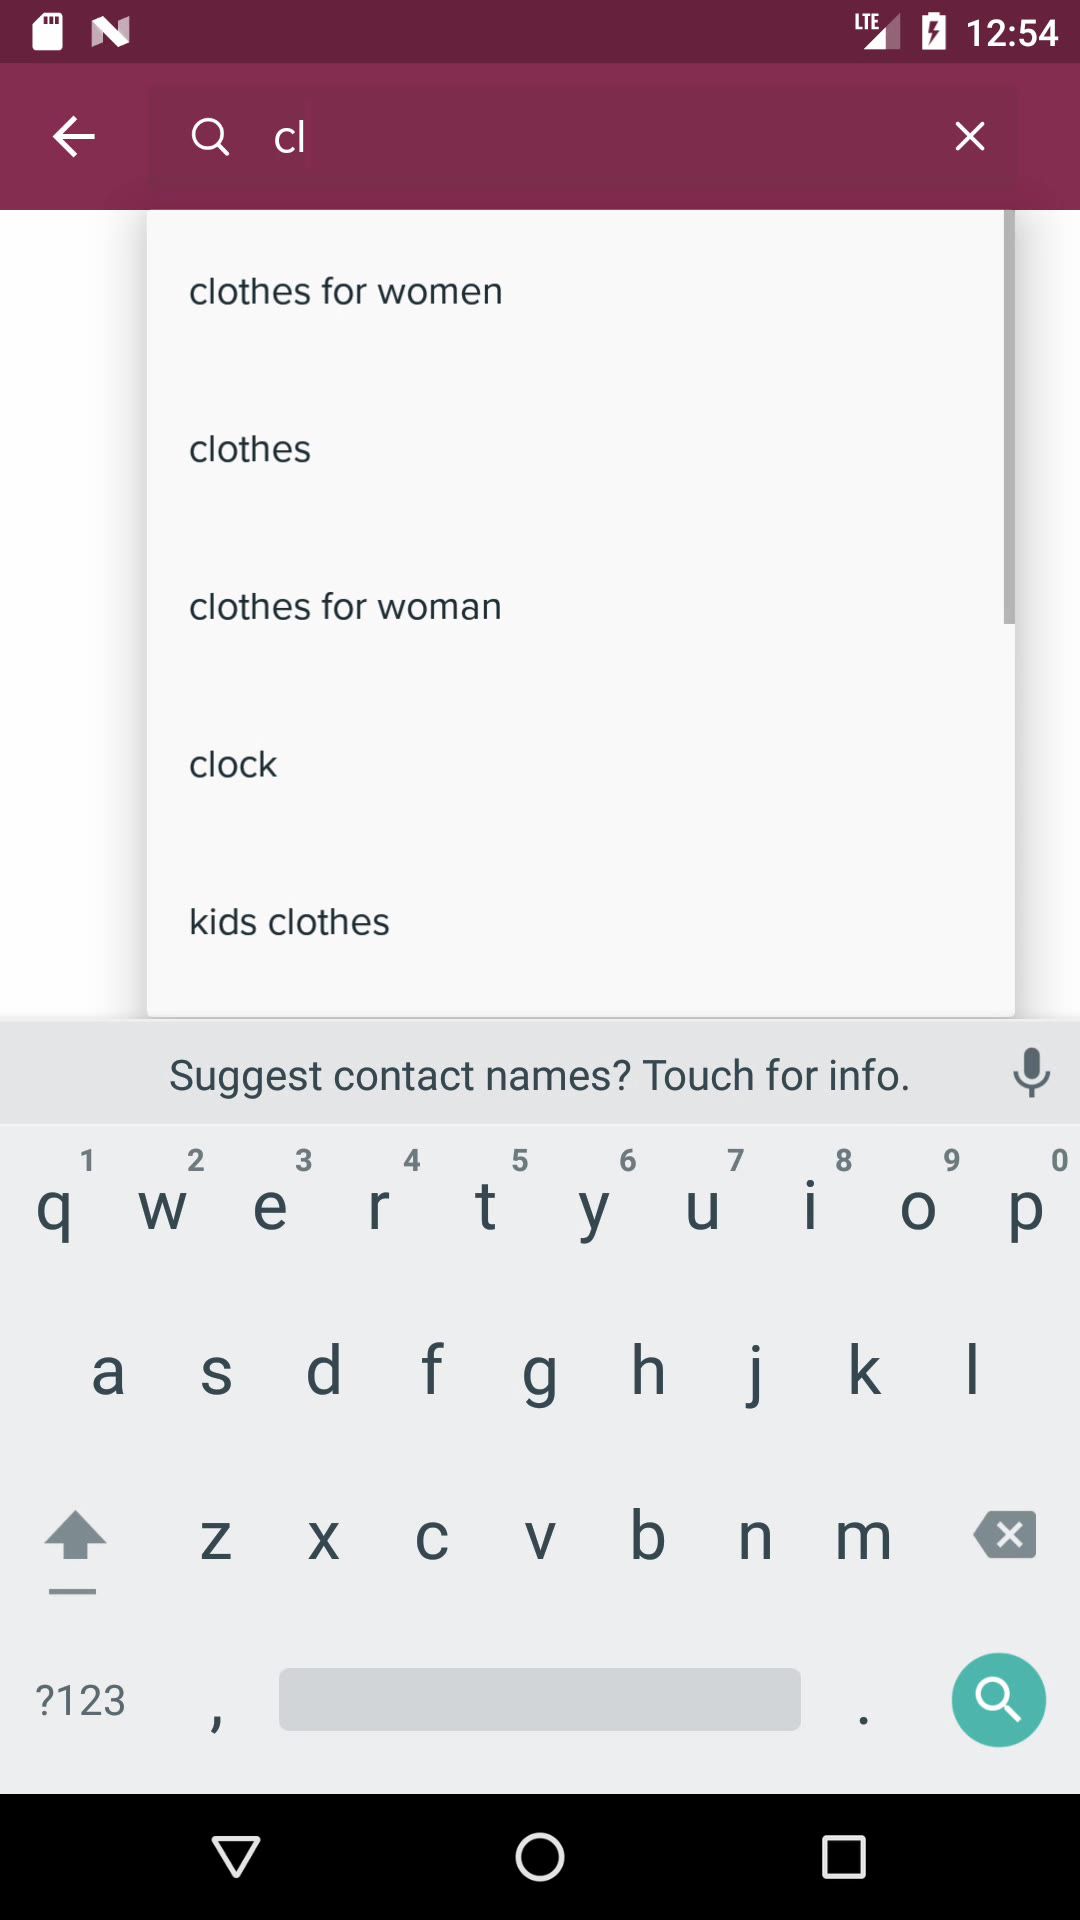 LTE 12:54
cl
clothes for women
clothes
clothes for woman
clock
kids clothes
Suggest contact names? Touch for info.
1 2 3 4 5 6 7 8 9 0
q w e r t y u i o p
a s d f g h j k l
z x c v b n m
?123 , .